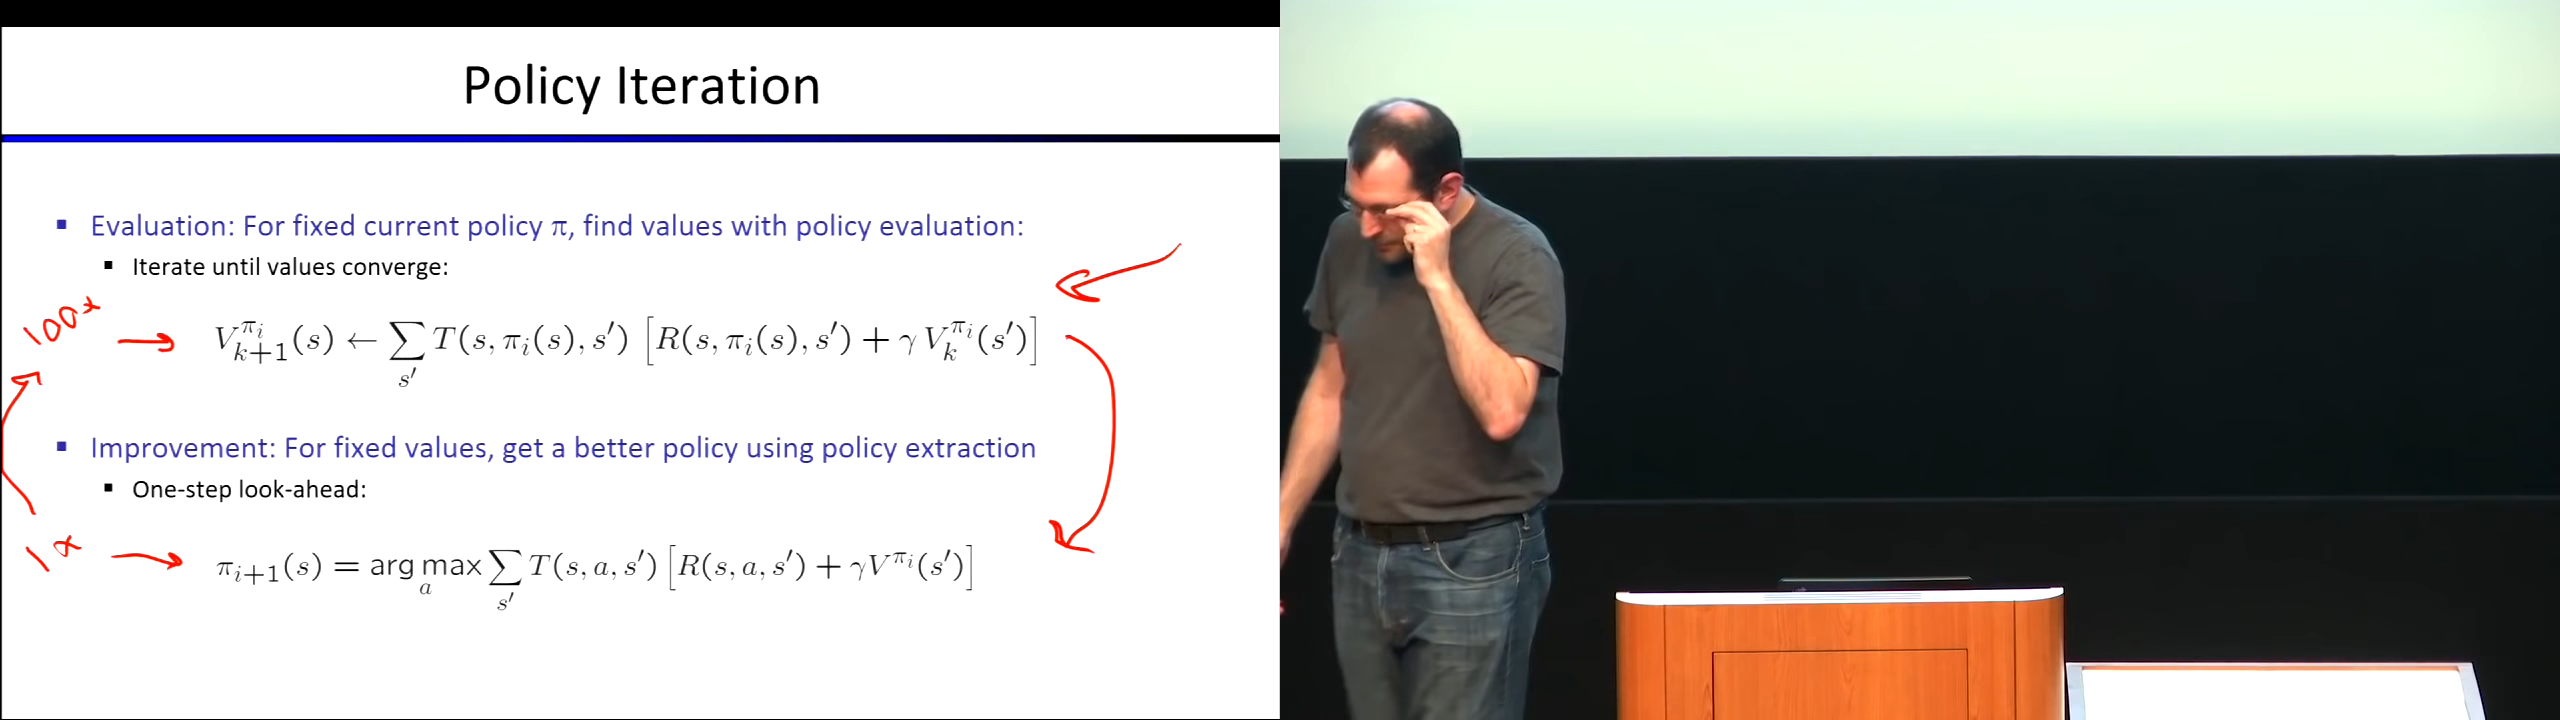 Policy Iteration
▪ Evaluation: For fixed current policy π, find values with policy evaluation:
▪ Iterate until values converge:
100x → V^{π_i}_{k+1}(s) ← ∑_{s′} T(s, π_i(s), s′) [R(s, π_i(s), s′) + γ V^{π_i}_k(s′)]
▪ Improvement: For fixed values, get a better policy using policy extraction
▪ One-step look-ahead:
1x → π_{i+1}(s) = arg max_a ∑_{s′} T(s, a, s′) [R(s, a, s′) + γV^{π_i}(s′)]